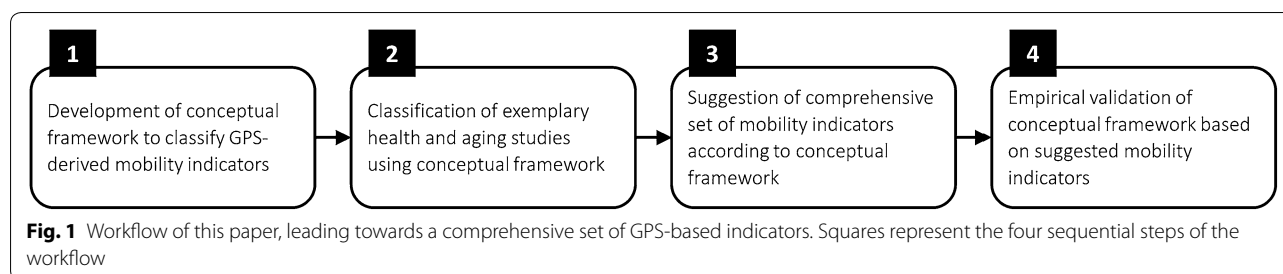 1
Development of conceptual
framework to classify GPS-
derived mobility indicators
2
Classification of exemplary
health and aging studies
using conceptual framework
3
Suggestion of comprehensive
set of mobility indicators
according to conceptual
framework
4
Empirical validation of
conceptual framework based
on suggested mobility
indicators
Fig. 1 Workflow of this paper, leading towards a comprehensive set of GPS-based indicators. Squares represent the four sequential steps of the
workflow